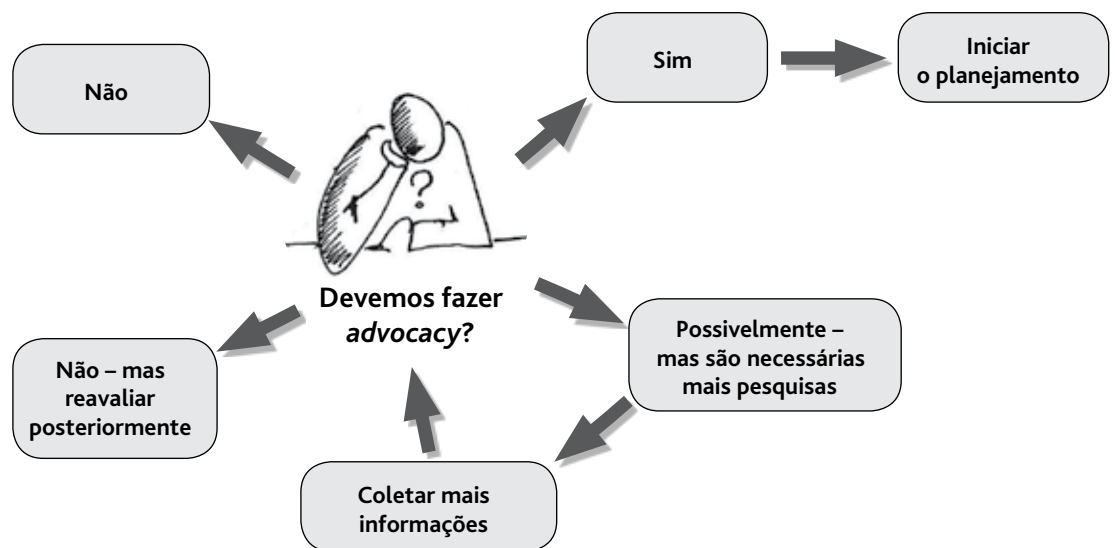 Não
Sim
Iniciar
o planejamento
?
Devemos fazer
advocacy?
Possivelmente –
mas são necessárias
mais pesquisas
Não – mas
reavaliar
posteriormente
Coletar mais
informações